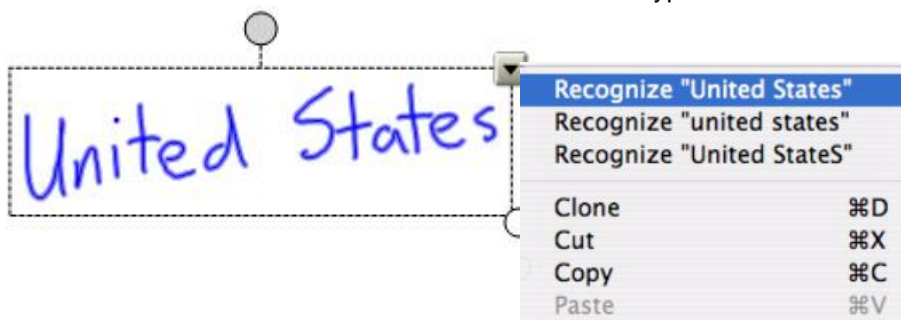 United States
Recognize "United States"
Recognize "united states"
Recognize "United StateS"
Clone ⌘D
Cut ⌘X
Copy ⌘C
Paste ⌘V